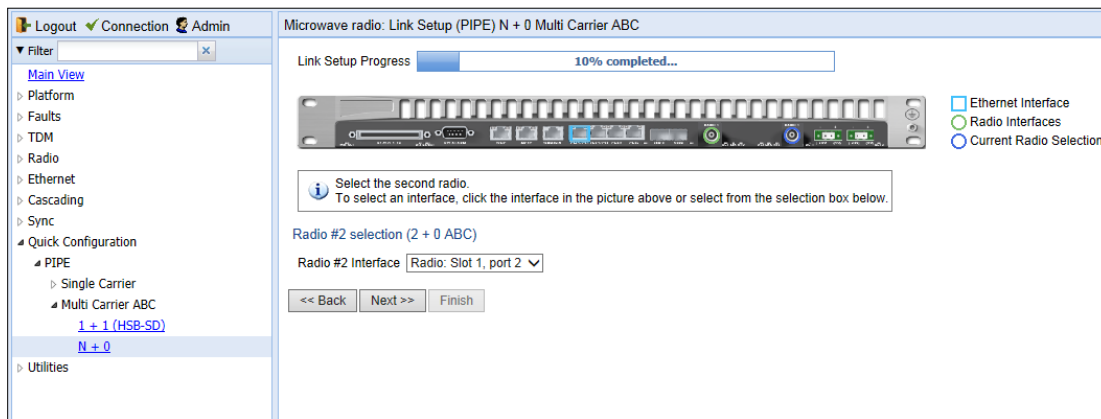 Logout Connection Admin
Filter
Main View
Platform
Faults
TDM
Radio
Ethernet
Cascading
Sync
Quick Configuration
PIPE
Single Carrier
Multi Carrier ABC
1 + 1 (HSB-SD)
N + 0
Utilities
Microwave radio: Link Setup (PIPE) N + 0 Multi Carrier ABC
Link Setup Progress 10% completed...
Ethernet Interface
Radio Interfaces
Current Radio Selection
Select the second radio.
To select an interface, click the interface in the picture above or select from the selection box below.
Radio #2 selection (2 + 0 ABC)
Radio #2 Interface Radio: Slot 1, port 2
<< Back Next >> Finish